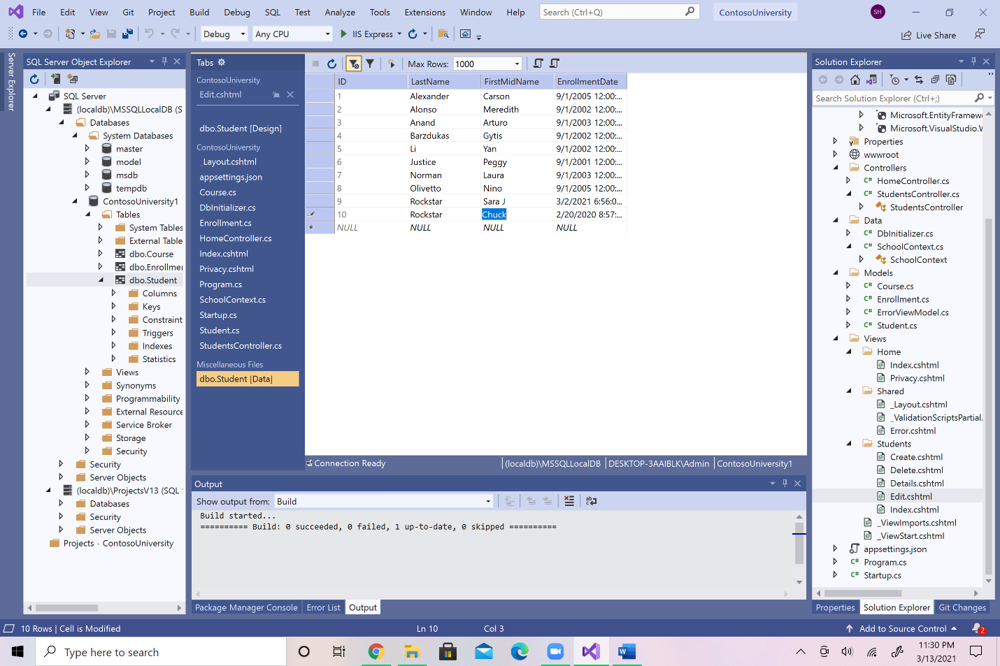 File Edit View Git Project Build Debug SQL Test Analyze Tools Extensions Window Help Search (Ctrl+Q) ContosoUniversity SH
Debug Any CPU IIS Express Live Share
Server Explorer
SQL Server Object Explorer
SQL Server
(localdb)\MSSQLLocalDB (S
Databases
System Databases
master
model
msdb
tempdb
ContosoUniversity1
Tables
System Tables
External Table
dbo.Course
dbo.Enrollme
dbo.Student
Columns
Keys
Constraint
Triggers
Indexes
Statistics
Views
Synonyms
Programmability
External Resource
Service Broker
Storage
Security
Security
Server Objects
(localdb)\ProjectsV13 (SQL
Databases
Security
Server Objects
Projects - ContosoUniversity
Tabs
ContosoUniversity
Edit.cshtml
dbo.Student [Design]
ContosoUniversity
_Layout.cshtml
appsettings.json
Course.cs
DbInitializer.cs
Enrollment.cs
HomeController.cs
Index.cshtml
Privacy.cshtml
Program.cs
SchoolContext.cs
Startup.cs
Student.cs
StudentsController.cs
Miscellaneous Files
dbo.Student [Data]
Max Rows: 1000
ID LastName FirstMidName EnrollmentDate
1 Alexander Carson 9/1/2005 12:00:...
2 Alonso Meredith 9/1/2002 12:00:...
3 Anand Arturo 9/1/2003 12:00:...
4 Barzdukas Gytis 9/1/2002 12:00:...
5 Li Yan 9/1/2002 12:00:...
6 Justice Peggy 9/1/2001 12:00:...
7 Norman Laura 9/1/2003 12:00:...
8 Olivetto Nino 9/1/2005 12:00:...
9 Rockstar Sara J 3/2/2021 6:56:0...
10 Rockstar Chuck 2/20/2020 8:57:...
* NULL NULL NULL NULL
Connection Ready (localdb)\MSSQLLocalDB DESKTOP-3AAIBLK\Admin ContosoUniversity1
Output
Show output from: Build
Build started...
========== Build: 0 succeeded, 0 failed, 1 up-to-date, 0 skipped ==========
Package Manager Console Error List Output
Solution Explorer
Search Solution Explorer (Ctrl+;)
Microsoft.EntityFramew
Microsoft.VisualStudio.W
Properties
wwwroot
Controllers
C# HomeController.cs
C# StudentsController.cs
StudentsController
Data
C# DbInitializer.cs
C# SchoolContext.cs
SchoolContext
Models
C# Course.cs
C# Enrollment.cs
C# ErrorViewModel.cs
C# Student.cs
Views
Home
Index.cshtml
Privacy.cshtml
Shared
_Layout.cshtml
_ValidationScriptsPartial.
Error.cshtml
Students
Create.cshtml
Delete.cshtml
Details.cshtml
Edit.cshtml
Index.cshtml
_ViewImports.cshtml
_ViewStart.cshtml
appsettings.json
C# Program.cs
C# Startup.cs
Properties Solution Explorer Git Changes
10 Rows | Cell is Modified Ln 10 Col 3 Add to Source Control 2
Type here to search
11:30 PM
3/13/2021